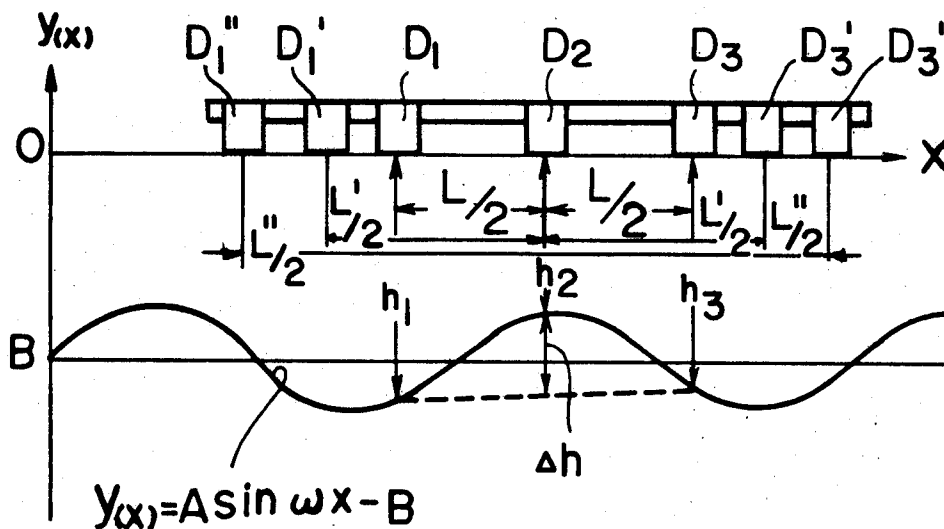 y(x)
D₁'' D₁' D₁ D₂ D₃ D₃' D₃'
O
X
L/2 L/2
L'/2 L'/2 L''/2
L''/2
h₁ h₂ h₃
B
Δh
y(x)=A sin ωx-B